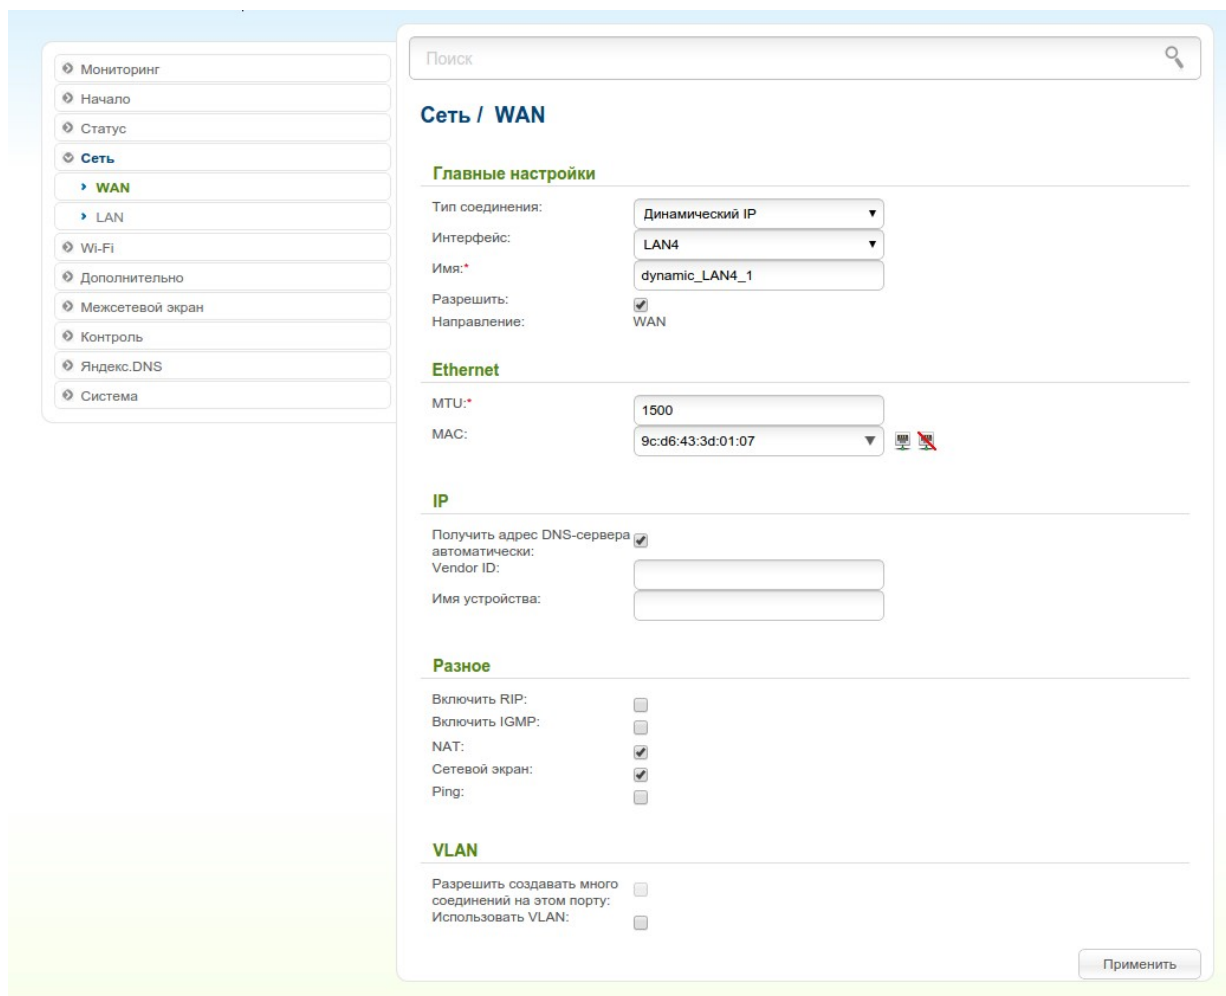 Мониторинг
Начало
Статус
Сеть
WAN
LAN
Wi-Fi
Дополнительно
Межсетевой экран
Контроль
Яндекс.DNS
Система
Поиск
Сеть / WAN
Главные настройки
Тип соединения: Динамический IP
Интерфейс: LAN4
Имя:* dynamic_LAN4_1
Разрешить:
Направление: WAN
Ethernet
MTU:* 1500
MAC: 9c:d6:43:3d:01:07
IP
Получить адрес DNS-сервера
автоматически:
Vendor ID:
Имя устройства:
Разное
Включить RIP:
Включить IGMP:
NAT:
Сетевой экран:
Ping:
VLAN
Разрешить создавать много
соединений на этом порту:
Использовать VLAN:
Применить